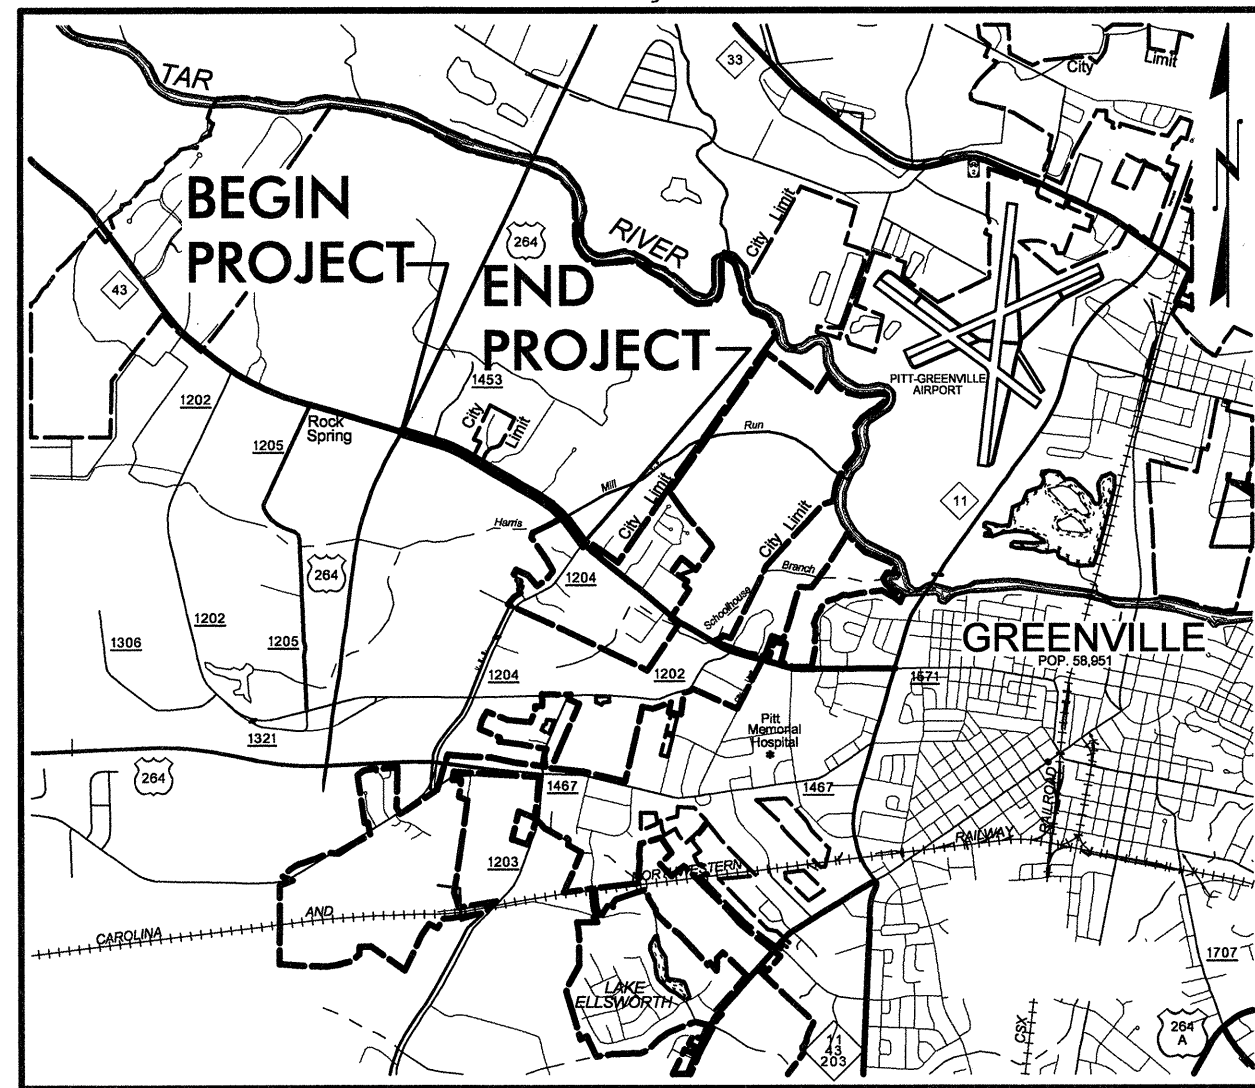 TAR
RIVER
33
City
Limit
BEGIN
PROJECT
264
END
PROJECT
City Limit
43
PITT-GREENVILLE
AIRPORT
1202
1453
City
Limit
Rock
Spring
1205
Run
Mill
Harris
City Limit
City Limit
11
264
1204
Branch
Schoolhouse
1202
1306
1205
GREENVILLE
POP. 58,951
1204
1202
1571
1321
Pitt
Memorial
Hospital
264
1467
1467
RAILROAD
RAILWAY
1203
NORTHWESTERN
AND
CAROLINA
LAKE
ELLSWORTH
1707
11
43
203
CSX
264
A